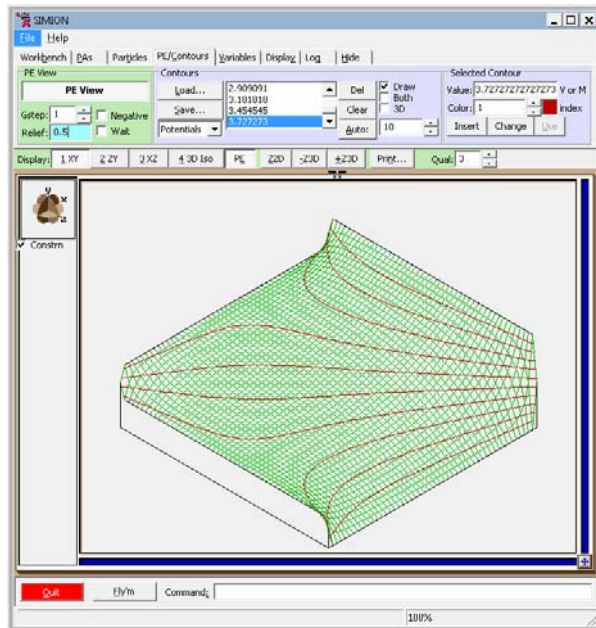 SIMION
File Help
Workbench PAs Particles PE/Contours Variables Display Log Hide
PE View
PE View
Gstep: 1 Negative
Relief: 0.5 Wait
Contours
Load...
Save...
Potentials
2.909091
3.181818
3.454545
3.727273
Del
Clear
Auto: 10
Draw
Both
3D
Selected Contour
Value: 3.72727272727273 V or M
Color: 1 index
Insert Change Use
Display: 1 XY 2 ZY 3 XZ 4 3D Iso PE Z2D -Z3D +Z3D Print... Qual: 3
y
x
z
Constrn
Quit Fly'm Command:
100%